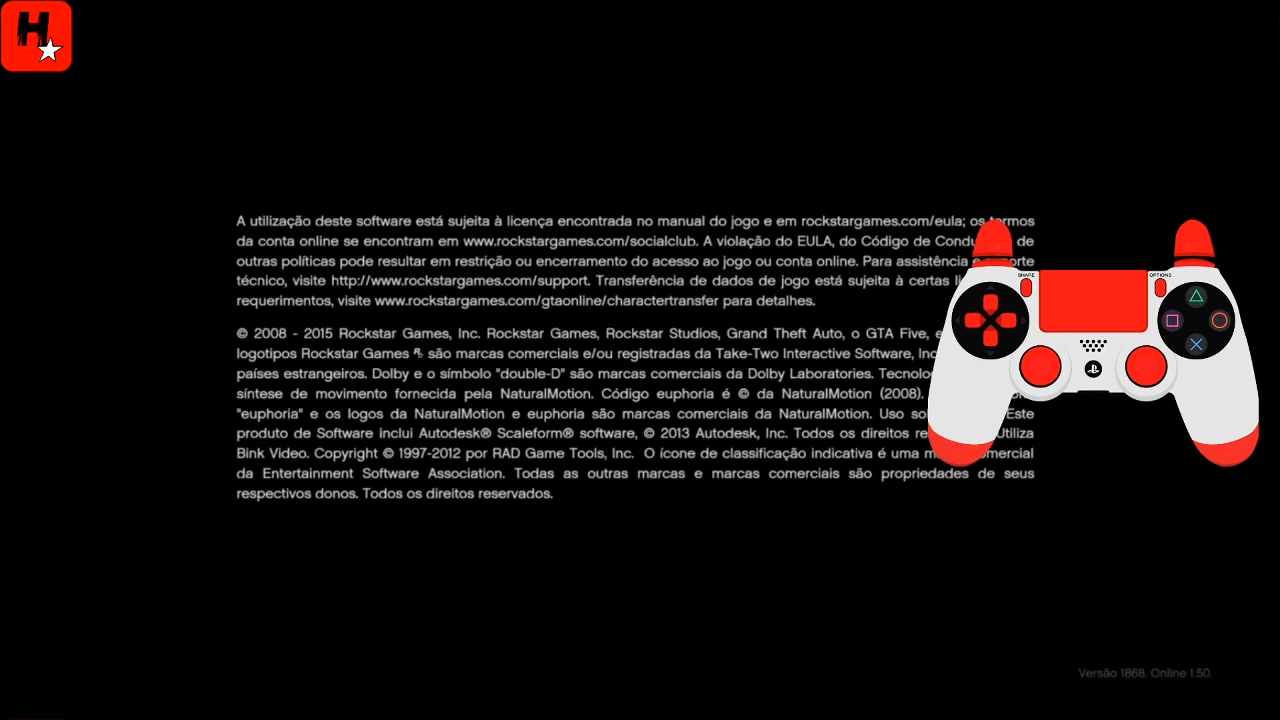 H
A utilização deste software está sujeita à licença encontrada no manual do jogo e em rockstargames.com/eula; os termos
da conta online se encontram em www.rockstargames.com/socialclub. A violação do EULA, do Código de de
outras políticas pode resultar em restrição ou encerramento do acesso ao jogo ou conta online. Para assistência e
técnico, visite http://www.rockstargames.com/support. Transferência de dados de jogo está sujeita à certas
requerimentos, visite www.rockstargames.com/gtaonline/charactertransfer para detalhes.
© 2008 - 2015 Rockstar Games, Inc. Rockstar Games, Rockstar Studios, Grand Theft Auto, o GTA Five, e
logotipos Rockstar Games são marcas comerciais e/ou registradas da Take-Two Interactive Software,
países estrangeiros. Dolby e o símbolo "double-D" são marcas comerciais da Dolby Laboratories.
síntese de movimento fornecida pela NaturalMotion. Código euphoria é © da NaturalMotion (2008).
"euphoria" e os logos da NaturalMotion e euphoria são marcas comerciais da NaturalMotion. Uso Este
produto de Software inclui Autodesk® Scaleform® software, © 2013 Autodesk, Inc. Todos os direitos Utiliza
Bink Video. Copyright © 1997-2012 por RAD Game Tools, Inc. O ícone de classificação indicativa é uma comercial
da Entertainment Software Association. Todas as outras marcas e marcas comerciais são propriedades de seus
respectivos donos. Todos os direitos reservados.
SHARE OPTIONS
Versão 1868. Online 1.50.